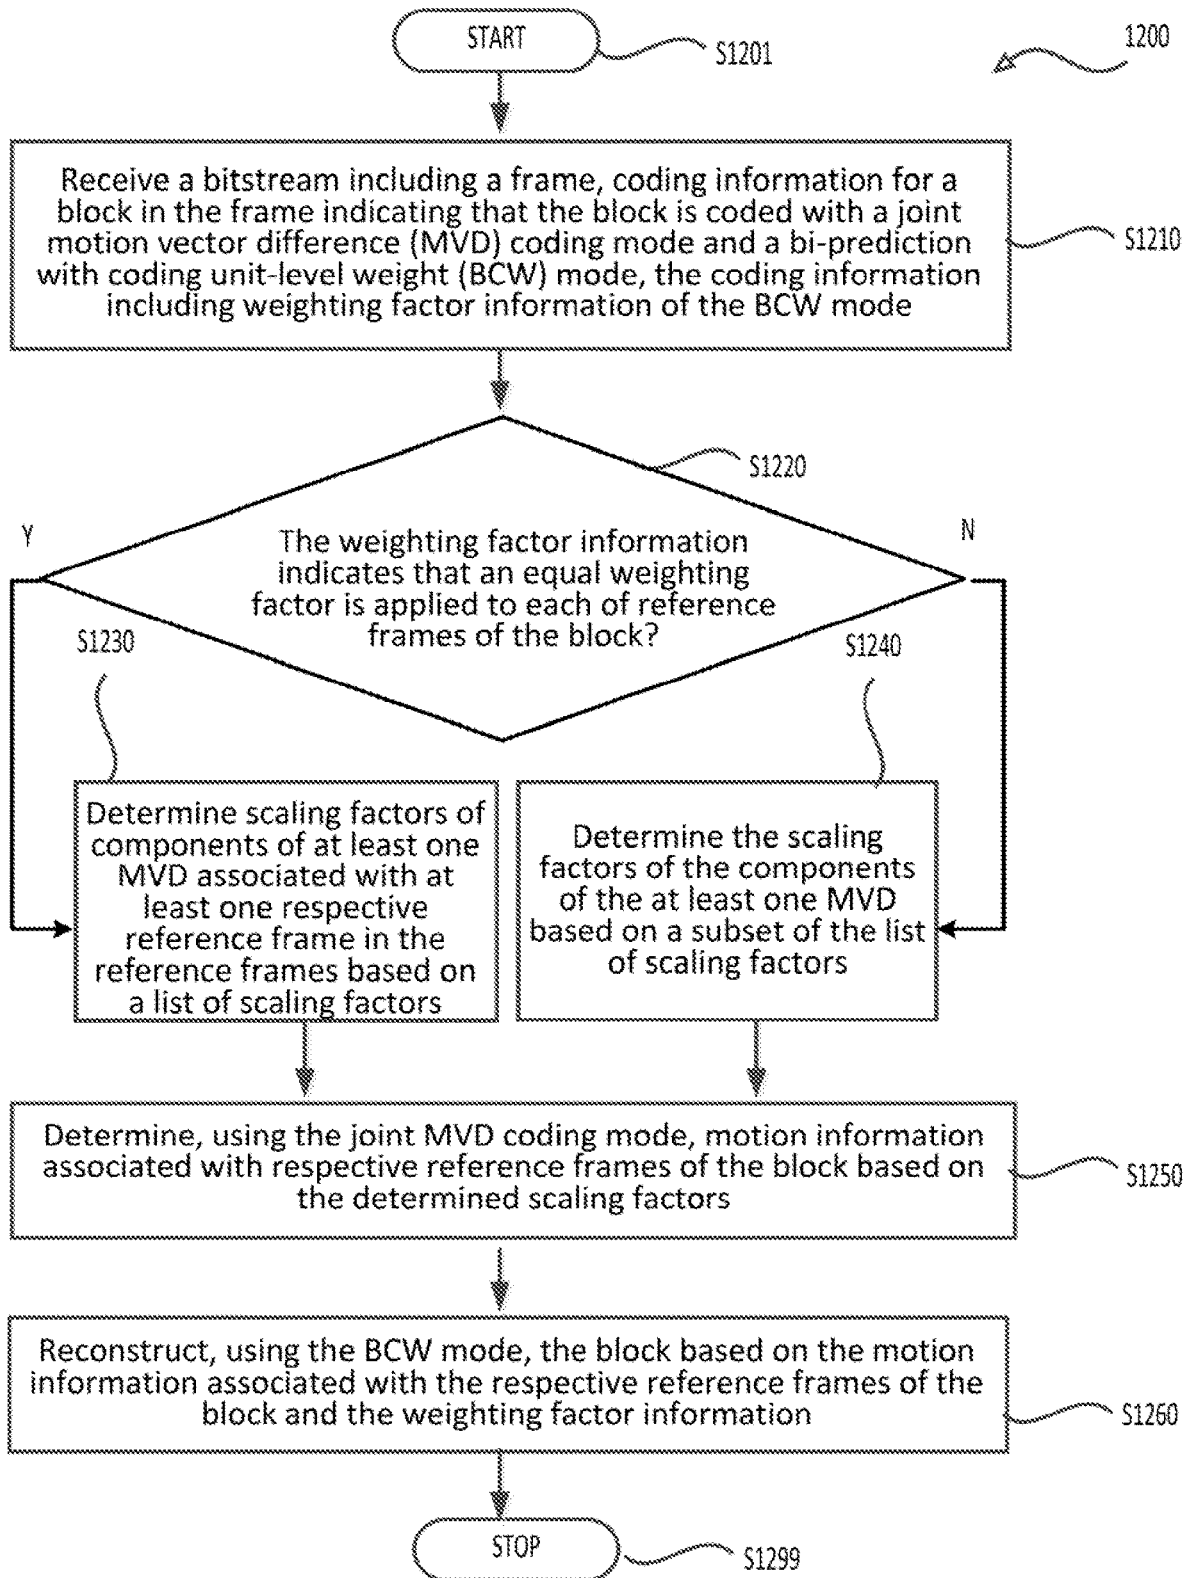 START
S1201
1200
Receive a bitstream including a frame, coding information for a
block in the frame indicating that the block is coded with a joint
motion vector difference (MVD) coding mode and a bi-prediction
with coding unit-level weight (BCW) mode, the coding information
including weighting factor information of the BCW mode
S1210
S1220
Y
N
The weighting factor information
indicates that an equal weighting
factor is applied to each of reference
frames of the block?
S1230
S1240
Determine scaling factors of
components of at least one
MVD associated with at
least one respective
reference frame in the
reference frames based on
a list of scaling factors
Determine the scaling
factors of the components
of the at least one MVD
based on a subset of the list
of scaling factors
Determine, using the joint MVD coding mode, motion information
associated with respective reference frames of the block based on
the determined scaling factors
S1250
Reconstruct, using the BCW mode, the block based on the motion
information associated with the respective reference frames of the
block and the weighting factor information
S1260
STOP
S1299